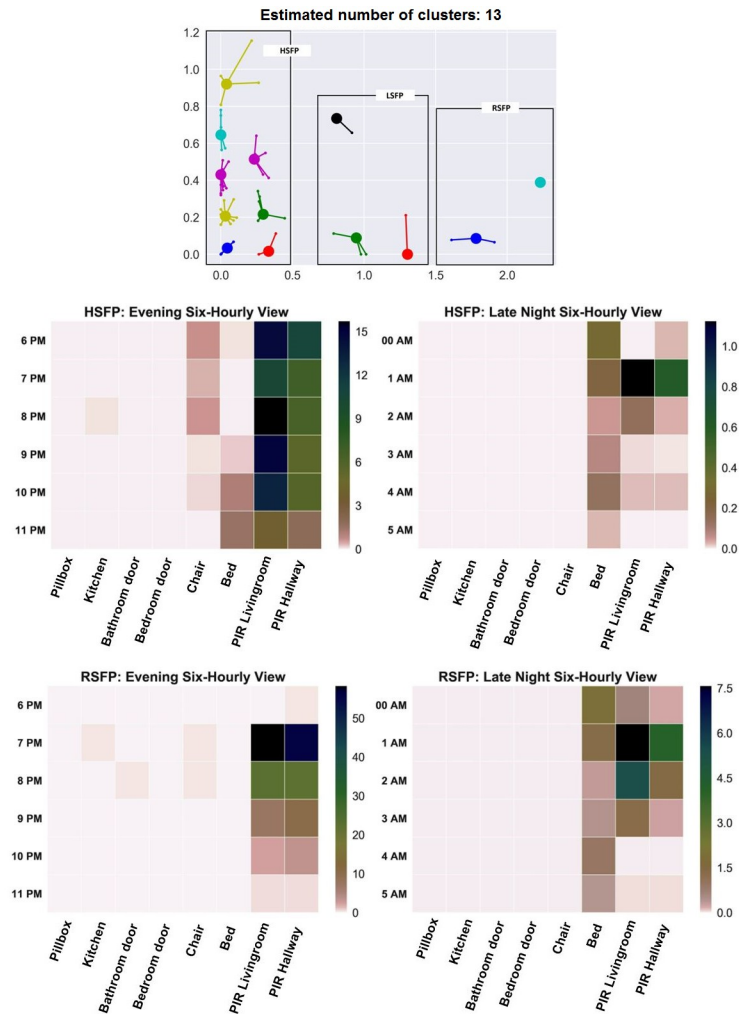 Estimated number of clusters: 13
1.2
1.0
0.8
0.6
0.4
0.2
0.0
HSFP
LSFP
RSFP
0.0
0.5
1.0
1.5
2.0
HSFP: Evening Six-Hourly View
6 PM
7 PM
8 PM
9 PM
10 PM
11 PM
15
12
9
6
3
0
Pillbox
Kitchen
Bathroom door
Bedroom door
Chair
Bed
PIR Livingroom
PIR Hallway
HSFP: Late Night Six-Hourly View
00 AM
1 AM
2 AM
3 AM
4 AM
5 AM
1.0
0.8
0.6
0.4
0.2
0.0
Pillbox
Kitchen
Bathroom door
Bedroom door
Chair
Bed
PIR Livingroom
PIR Hallway
RSFP: Evening Six-Hourly View
6 PM
7 PM
8 PM
9 PM
10 PM
11 PM
50
40
30
20
10
0
Pillbox
Kitchen
Bathroom door
Bedroom door
Chair
Bed
PIR Livingroom
PIR Hallway
RSFP: Late Night Six-Hourly View
00 AM
1 AM
2 AM
3 AM
4 AM
5 AM
7.5
6.0
4.5
3.0
1.5
0.0
Pillbox
Kitchen
Bathroom door
Bedroom door
Chair
Bed
PIR Livingroom
PIR Hallway